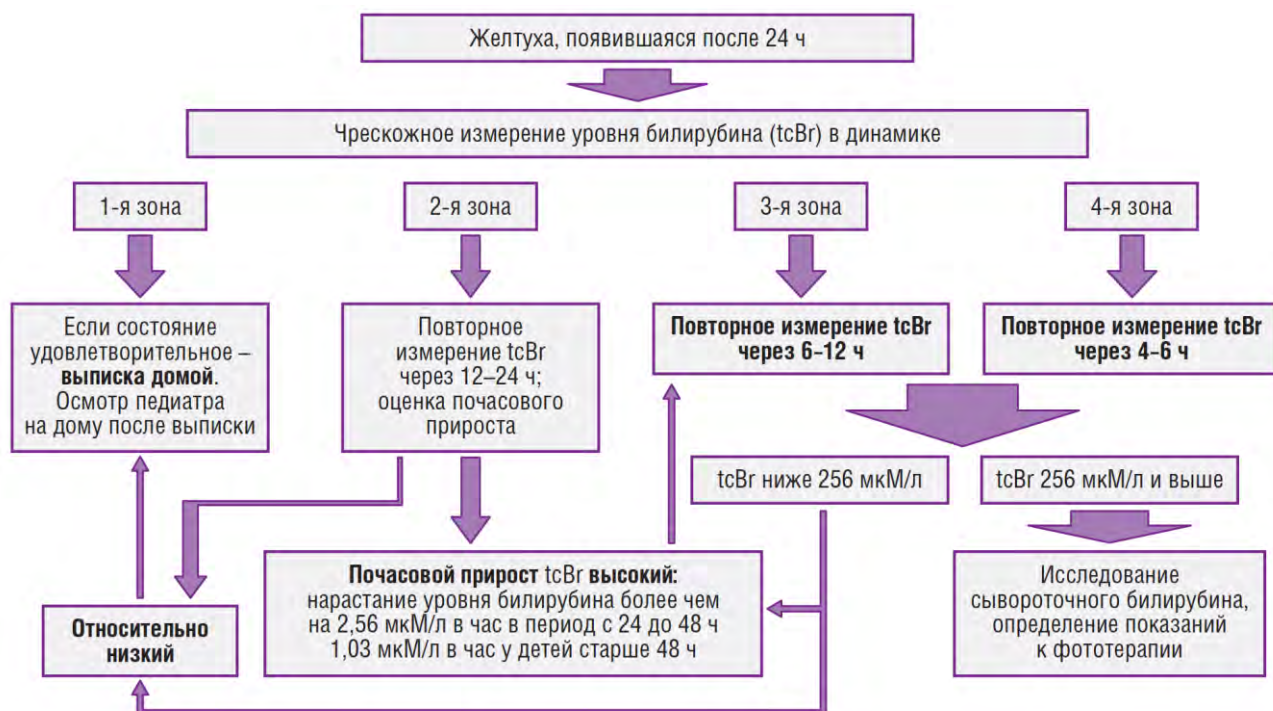 Желтуха, появившаяся после 24 ч
Чрескожное измерение уровня билирубина (tcBr) в динамике
1-я зона
2-я зона
3-я зона
4-я зона
Если состояние
удовлетворительное –
выписка домой.
Осмотр педиатра
на дому после выписки
Повторное
измерение tcBr
через 12–24 ч;
оценка почасового
прироста
Повторное измерение tcBr
через 6–12 ч
Повторное измерение tcBr
через 4–6 ч
tcBr ниже 256 мкМ/л
tcBr 256 мкМ/л и выше
Относительно
низкий
Почасовой прирост tcBr высокий:
нарастание уровня билирубина более чем
на 2,56 мкМ/л в час в период с 24 до 48 ч
1,03 мкМ/л в час у детей старше 48 ч
Исследование
сывороточного билирубина,
определение показаний
к фототерапии